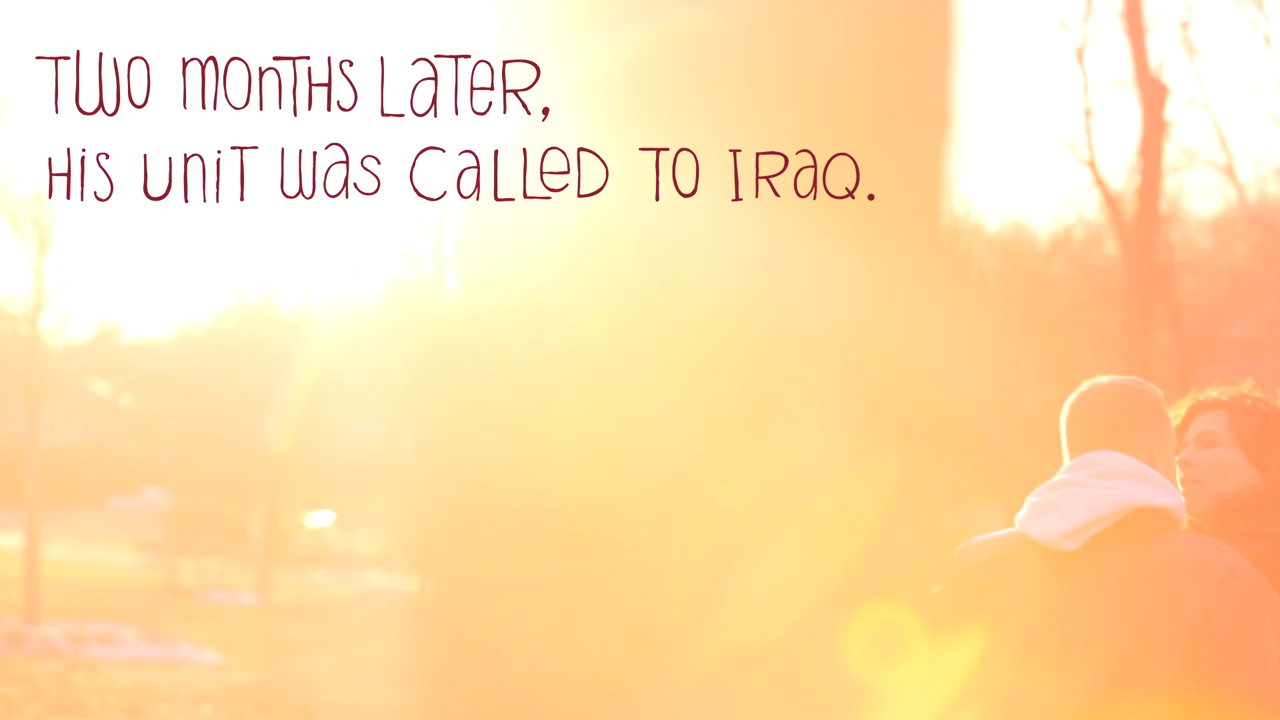 Two months later,
His unit was called to Iraq.